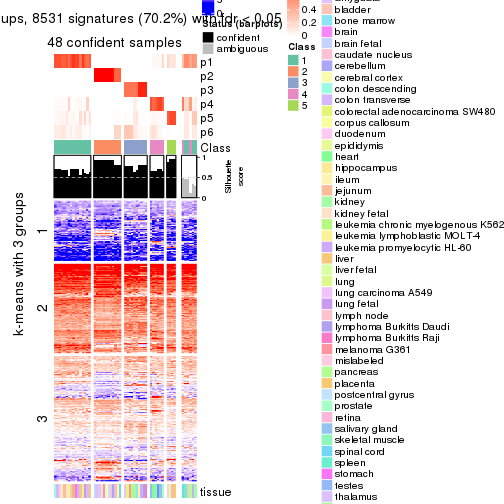 ups, 8531 signatures (70.2%) with fdr < 0.05
48 confident samples
p1
p2
p3
p4
p5
p6
Class
1
0.5
0
Silhouette
score
k-means with 3 groups
1
2
3
tissue
0
Status (barplots)
confident
ambiguous
0.4
0.2
0
Class
1
2
3
4
5
bladder
bone marrow
brain
brain fetal
caudate nucleus
cerebellum
cerebral cortex
colon descending
colon transverse
colorectal adenocarcinoma SW480
corpus callosum
duodenum
epididymis
heart
hippocampus
ileum
jejunum
kidney
kidney fetal
leukemia chronic myelogenous K562
leukemia lymphoblastic MOLT-4
leukemia promyelocytic HL-60
liver
liver fetal
lung
lung carcinoma A549
lung fetal
lymph node
lymphoma Burkitts Daudi
lymphoma Burkitts Raji
melanoma G361
mislabeled
pancreas
placenta
postcentral gyrus
prostate
retina
salivary gland
skeletal muscle
spinal cord
spleen
stomach
testes
thalamus